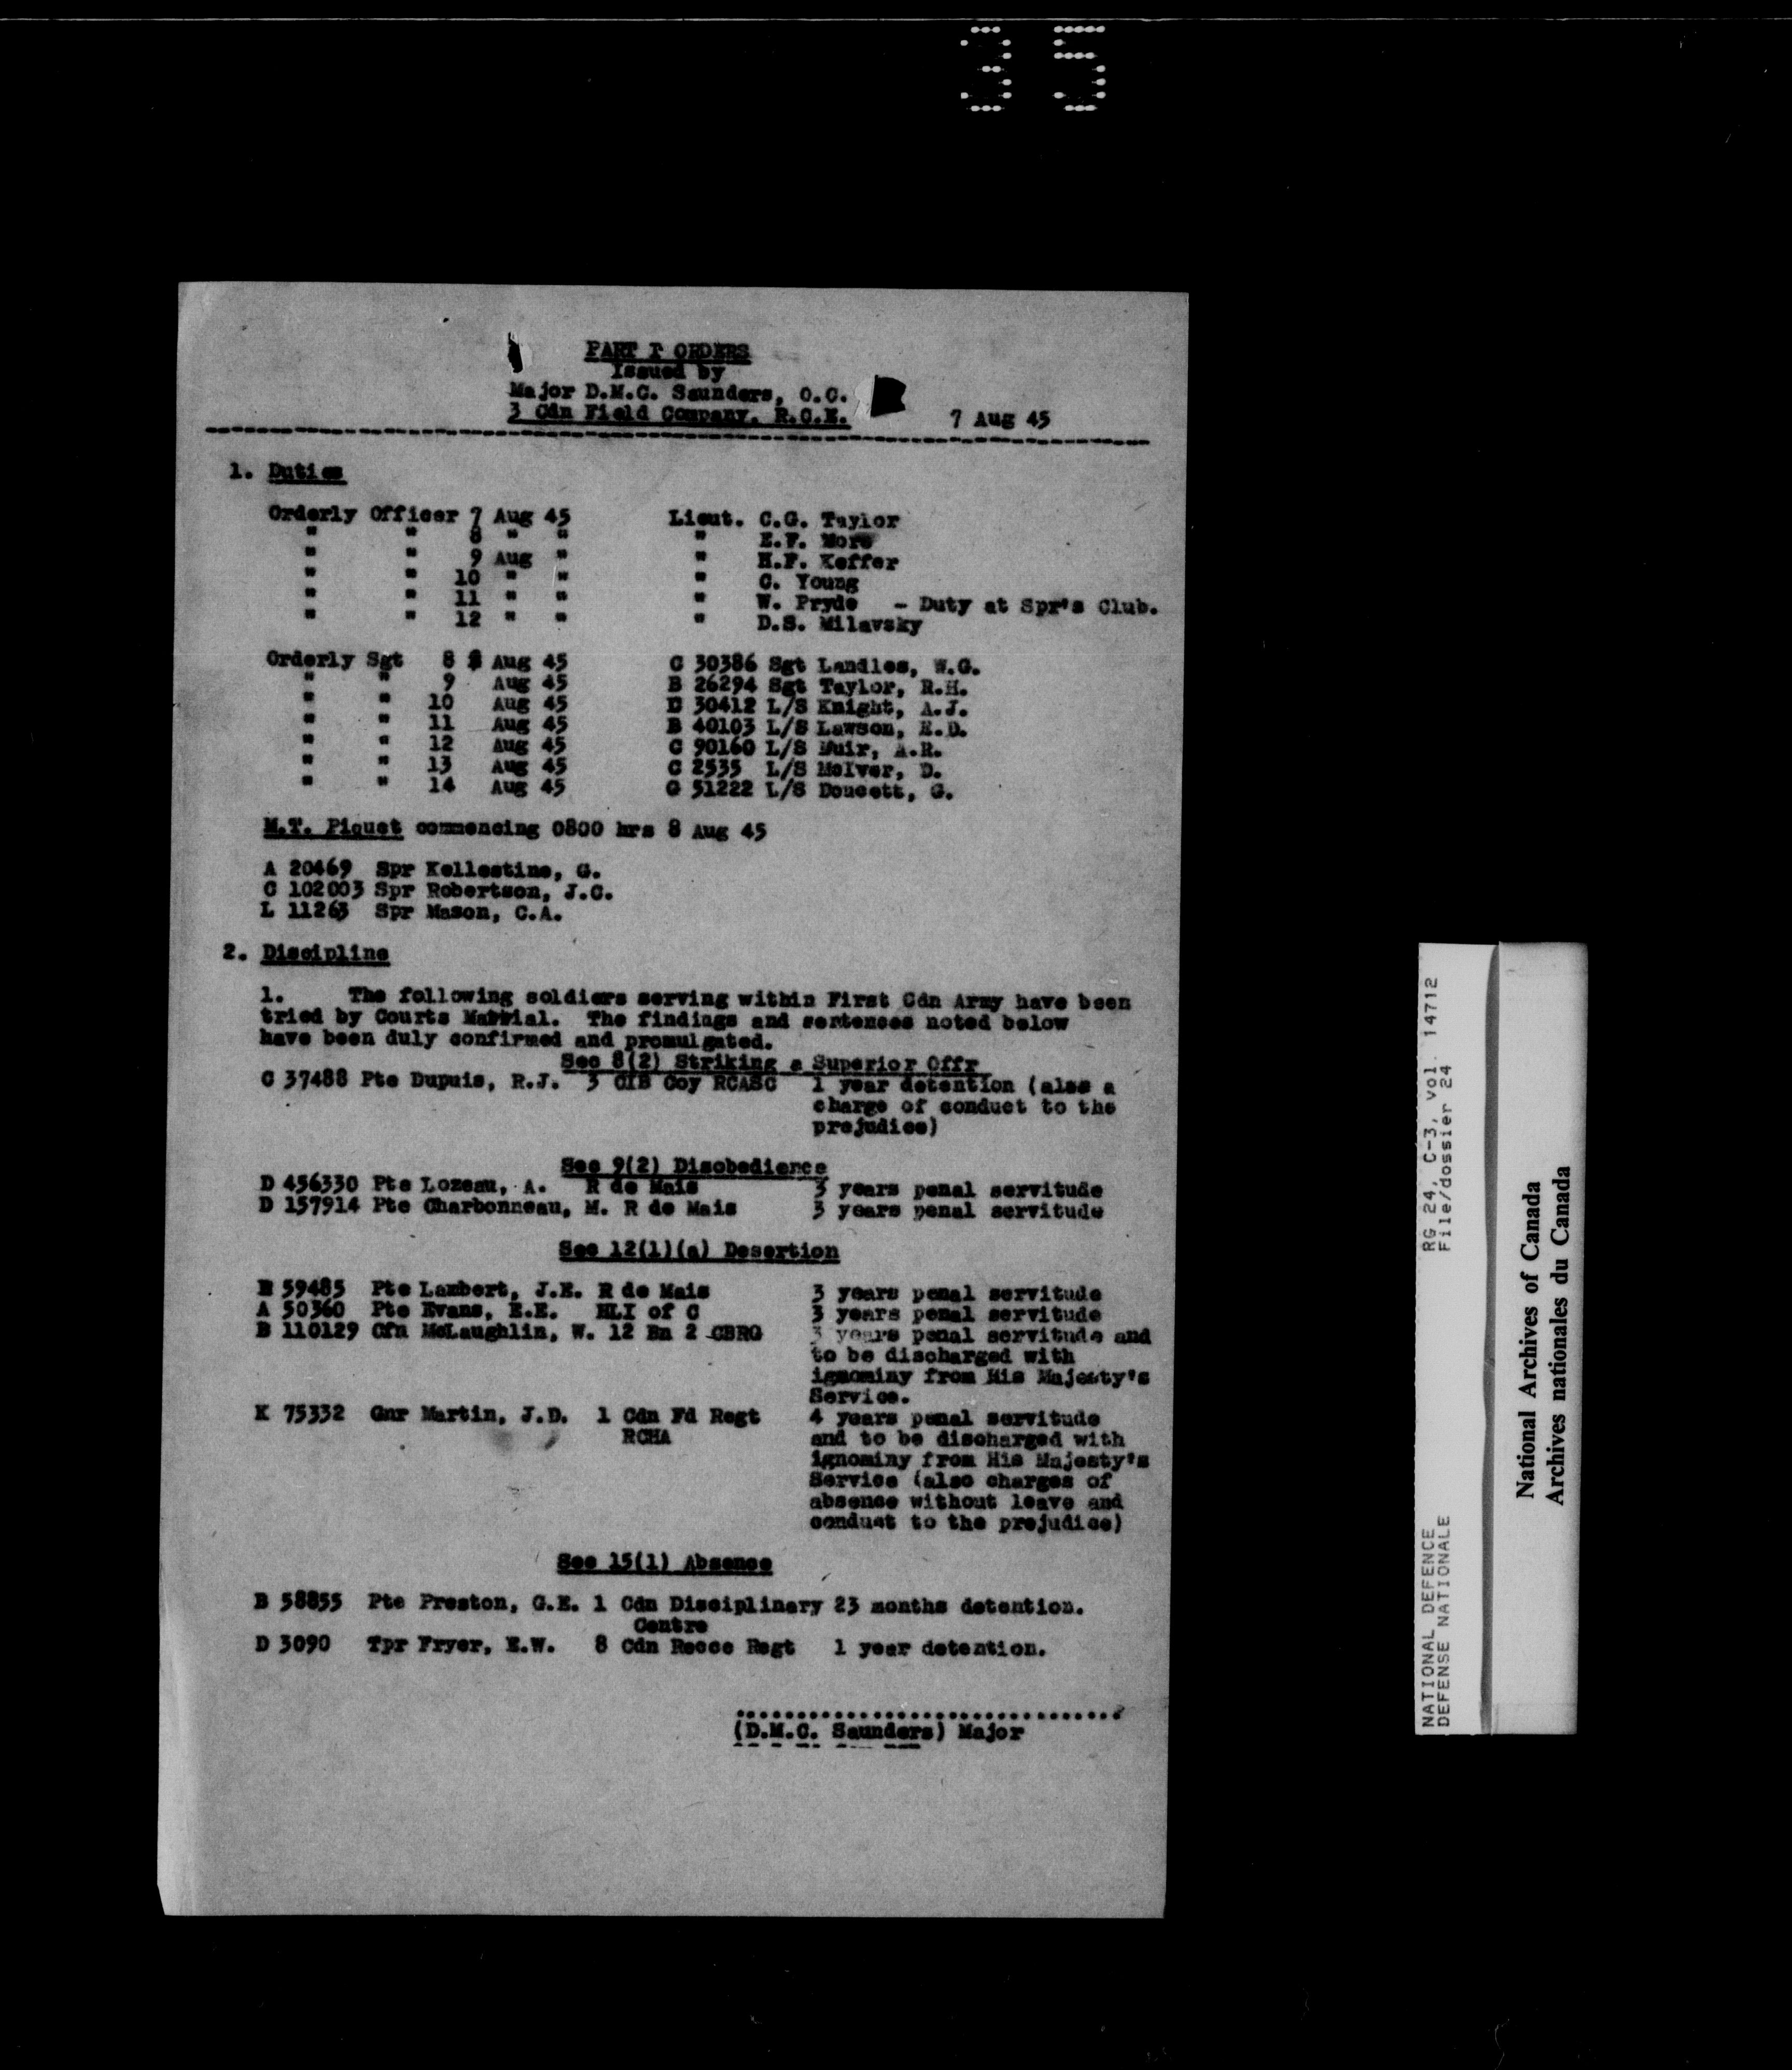 35
PART I ORDERS
Issued by
Major D.M.C. Saunders, O.C.
3 Cdn Field Company, R.C.E. 7 Aug 45
1. Duties
Orderly Officer 7 Aug 45 Lieut. C.G. Taylor
" " 8 " " " E.F. More
" " 9 Aug " " H.F. Keffer
" " 10 " " " C. Young
" " 11 " " " W. Pryde - Duty at Spr's Club.
" " 12 " " " D.S. Milavsky
Orderly Sgt 8 Aug 45 C 30386 Sgt Landles, W.G.
" " 9 Aug 45 B 26294 Sgt Taylor, R.H.
" " 10 Aug 45 D 30412 L/S Knight, A.J.
" " 11 Aug 45 B 40103 L/S Lawson, E.D.
" " 12 Aug 45 C 90160 L/S Muir, A.R.
" " 13 Aug 45 C 2535 L/S McIver, D.
" " 14 Aug 45 G 51222 L/S Doucett, G.
M.T. Piquet commencing 0800 hrs 8 Aug 45
A 20469 Spr Kellestine, G.
C 102003 Spr Robertson, J.C.
L 11263 Spr Mason, C.A.
2. Discipline
1. The following soldiers serving within First Cdn Army have been
tried by Courts Martial. The findings and sentences noted below
have been duly confirmed and promulgated.
Sec 8(2) Striking a Superior Offr
C 37488 Pte Dupuis, R.J. 3 CIB Coy RCASC 1 year detention (also a
charge of conduct to the
prejudice)
Sec 9(2) Disobedience
D 456330 Pte Lozeau, A. R de Mais 3 years penal servitude
D 157914 Pte Charbonneau, M. R de Mais 3 years penal servitude
Sec 12(1)(a) Desertion
E 59485 Pte Lambert, J.E. R de Mais 3 years penal servitude
A 50360 Pte Evans, E.E. HLI of C 3 years penal servitude
B 110129 Cfn McLaughlin, W. 12 Bn 2 CBRG 3 years penal servitude and
to be discharged with
ignominy from His Majesty's
Service.
K 75332 Gnr Martin, J.D. 1 Cdn Fd Regt 4 years penal servitude
RCHA and to be discharged with
ignominy from His Majesty's
Service (also charges of
absence without leave and
conduct to the prejudice)
Sec 15(1) Absence
B 58855 Pte Preston, G.E. 1 Cdn Disciplinary 23 months detention.
Centre
D 3090 Tpr Fryer, E.W. 8 Cdn Recce Regt 1 year detention.
(D.M.C. Saunders) Major
NATIONAL DEFENCE RG 24, C-3, vol. 14712
DEFENSE NATIONALE File/dossier 24
National Archives of Canada
Archives nationales du Canada